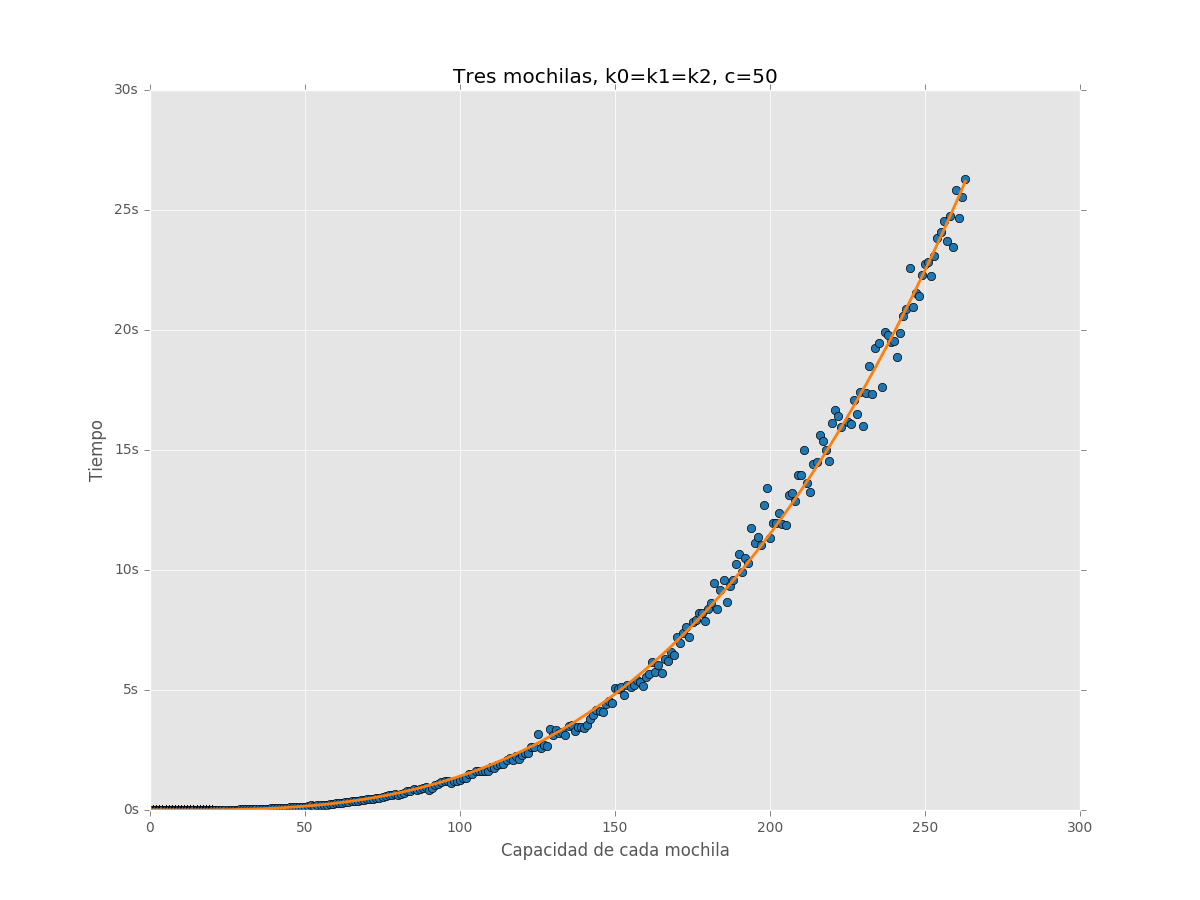 Tres mochilas, k0=k1=k2, c=50
30s
25s
20s
15s
10s
5s
0s
Tiempo
0 50 100 150 200 250 300
Capacidad de cada mochila